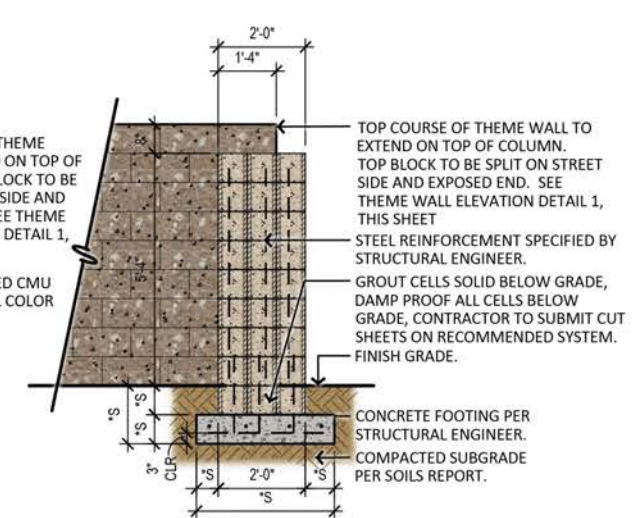 2'-0"
1'-4"
8"
5'-4"
THEME
ON TOP OF
LOCK TO BE
SIDE AND
EE THEME
DETAIL 1,
ED CMU
COLOR
TOP COURSE OF THEME WALL TO
EXTEND ON TOP OF COLUMN.
TOP BLOCK TO BE SPLIT ON STREET
SIDE AND EXPOSED END. SEE
THEME WALL ELEVATION DETAIL 1,
THIS SHEET
STEEL REINFORCEMENT SPECIFIED BY
STRUCTURAL ENGINEER.
GROUT CELLS SOLID BELOW GRADE,
DAMP PROOF ALL CELLS BELOW
GRADE, CONTRACTOR TO SUBMIT CUT
SHEETS ON RECOMMENDED SYSTEM.
FINISH GRADE.
CONCRETE FOOTING PER
STRUCTURAL ENGINEER.
COMPACTED SUBGRADE
PER SOILS REPORT.
*S
*S
*S
3"
CLR
*S 2'-0" *S
*S